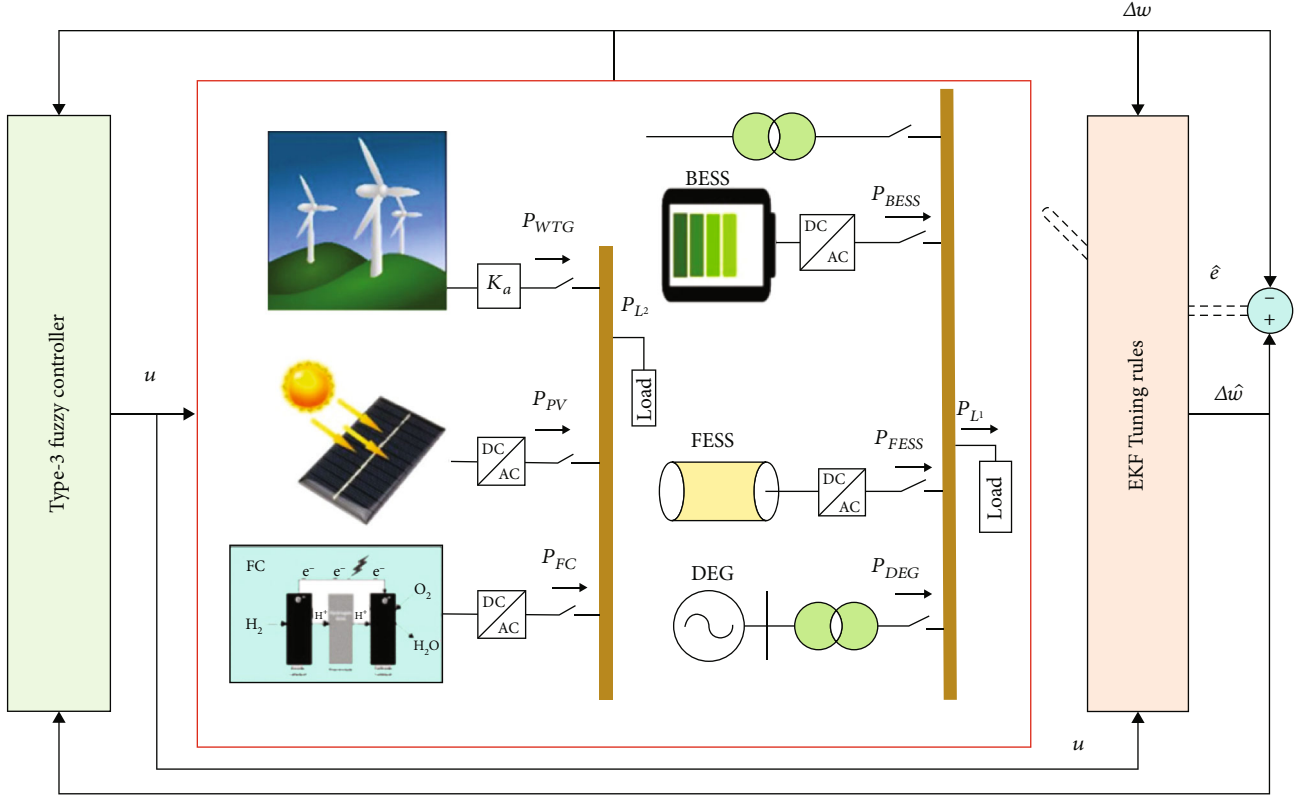 Δw
BESS
P_BESS
DC
AC
P_WTG
K_a
P_L²
Load
ê
−
+
Type-3 fuzzy controller
u
EKF Tuning rules
Δŵ
P_PV
DC
AC
FESS
P_FESS
DC
AC
P_L¹
Load
FC
e⁻ e⁻ e⁻
O₂
H₂
H⁺
H⁺
H₂O
P_FC
DC
AC
DEG
P_DEG
u